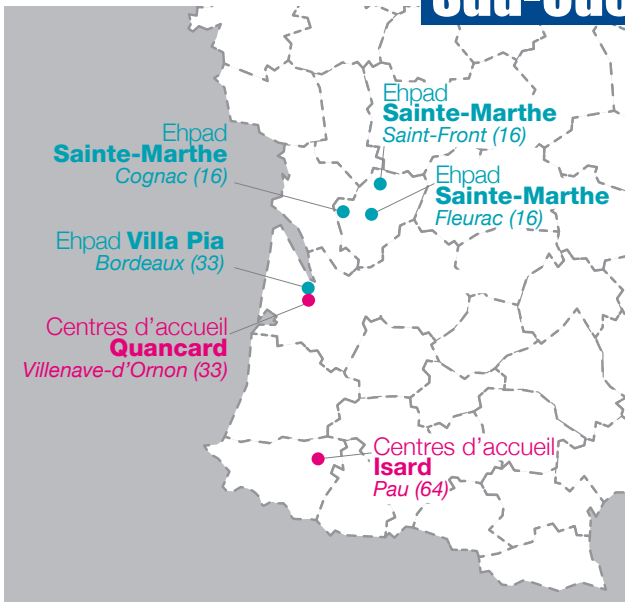 Ehpad
Sainte-Marthe
Saint-Front (16)
Ehpad
Sainte-Marthe
Cognac (16)
Ehpad
Sainte-Marthe
Fleurac (16)
Ehpad Villa Pia
Bordeaux (33)
Centres d'accueil
Quancard
Villenave-d'Ornon (33)
Centres d'accueil
Isard
Pau (64)